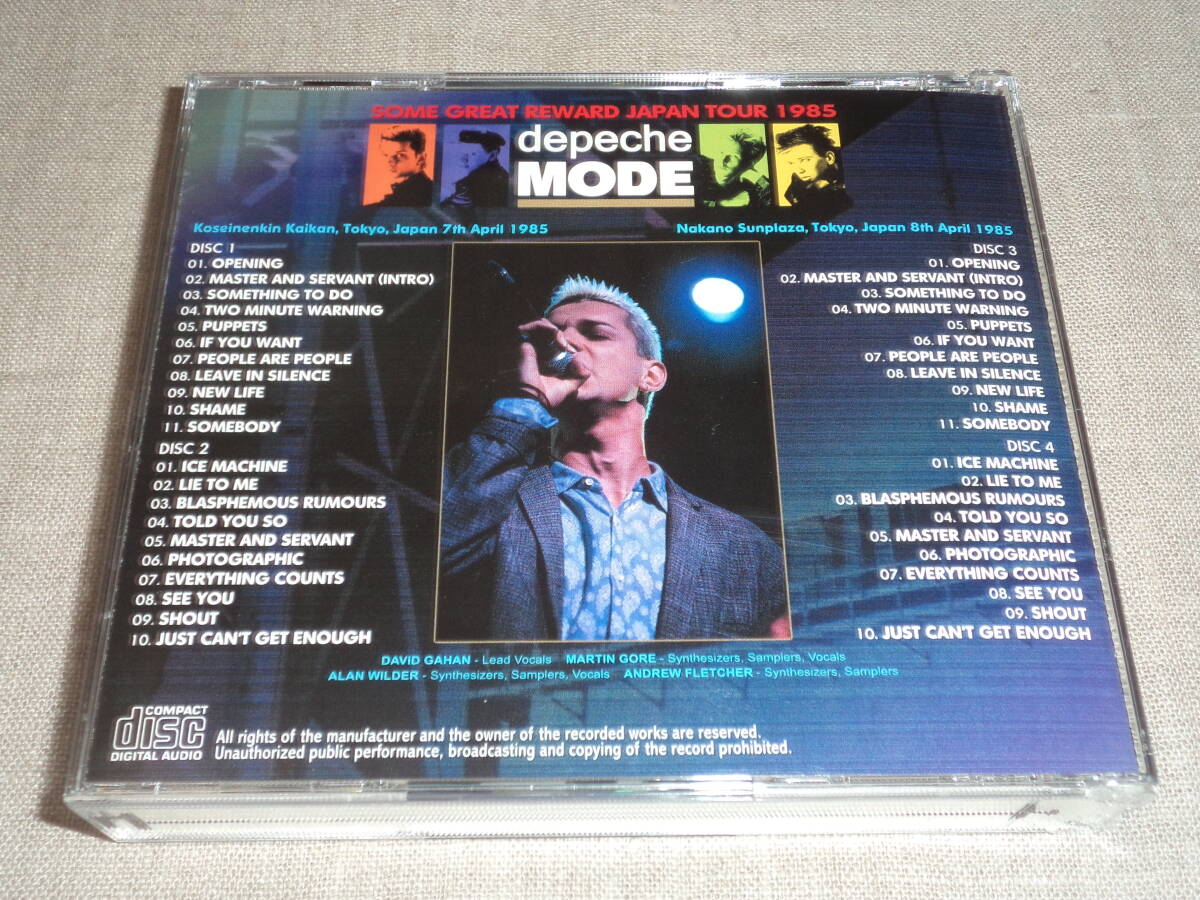 SOME GREAT REWARD JAPAN TOUR 1985
depeche
MODE
Koseinenkin Kaikan, Tokyo, Japan 7th April 1985
DISC 1
01. OPENING
02. MASTER AND SERVANT (INTRO)
03. SOMETHING TO DO
04. TWO MINUTE WARNING
05. PUPPETS
06. IF YOU WANT
07. PEOPLE ARE PEOPLE
08. LEAVE IN SILENCE
09. NEW LIFE
10. SHAME
11. SOMEBODY
DISC 2
01. ICE MACHINE
02. LIE TO ME
03. BLASPHEMOUS RUMOURS
04. TOLD YOU SO
05. MASTER AND SERVANT
06. PHOTOGRAPHIC
07. EVERYTHING COUNTS
08. SEE YOU
09. SHOUT
10. JUST CAN'T GET ENOUGH
Nakano Sunplaza, Tokyo, Japan 8th April 1985
DISC 3
01. OPENING
02. MASTER AND SERVANT (INTRO)
03. SOMETHING TO DO
04. TWO MINUTE WARNING
05. PUPPETS
06. IF YOU WANT
07. PEOPLE ARE PEOPLE
08. LEAVE IN SILENCE
09. NEW LIFE
10. SHAME
11. SOMEBODY
DISC 4
01. ICE MACHINE
02. LIE TO ME
03. BLASPHEMOUS RUMOURS
04. TOLD YOU SO
05. MASTER AND SERVANT
06. PHOTOGRAPHIC
07. EVERYTHING COUNTS
08. SEE YOU
09. SHOUT
10. JUST CAN'T GET ENOUGH
DAVID GAHAN - Lead Vocals MARTIN GORE - Synthesizers, Samplers, Vocals
ALAN WILDER - Synthesizers, Samplers, Vocals ANDREW FLETCHER - Synthesizers, Samplers
COMPACT
disc
DIGITAL AUDIO
All rights of the manufacturer and the owner of the recorded works are reserved.
Unauthorized public performance, broadcasting and copying of the record prohibited.